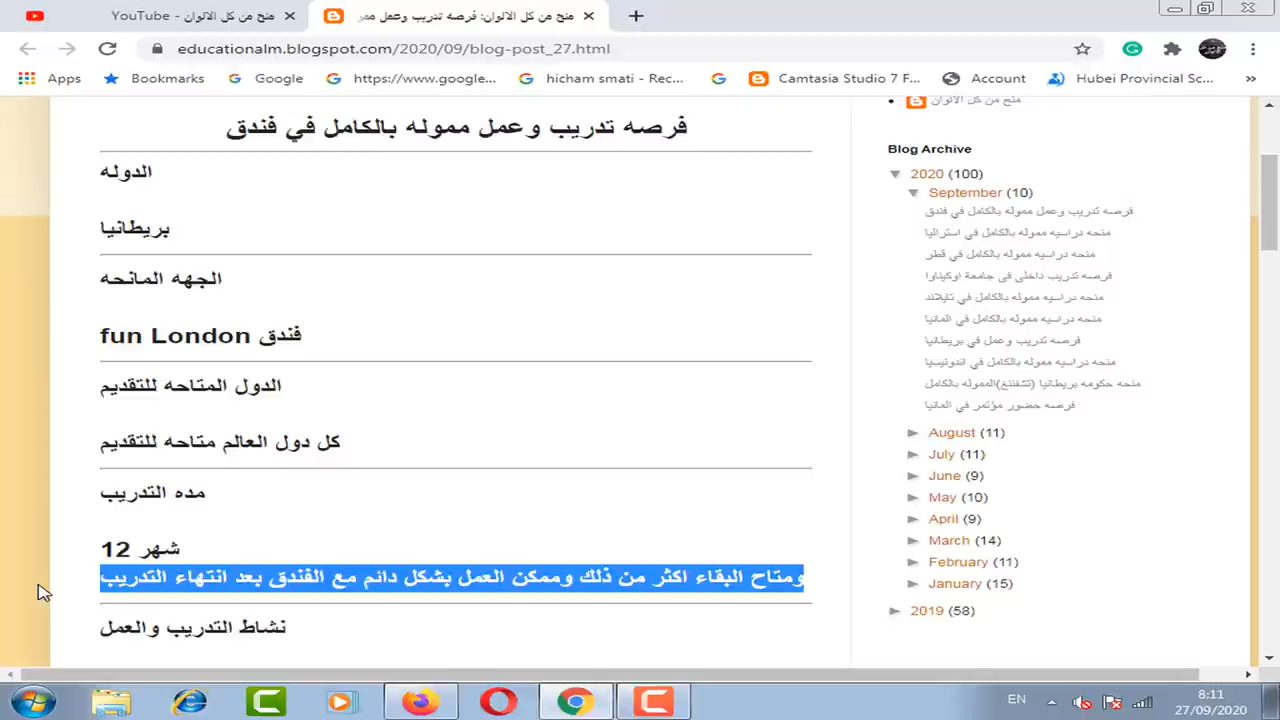 منح من كل الالوان - YouTube
منح من كل الالوان: فرصه تدريب وعمل ممو
educationalm.blogspot.com/2020/09/blog-post_27.html
Apps
Bookmarks
Google
https://www.google...
hicham smati - Rec...
Camtasia Studio 7 F...
Account
Hubei Provincial Sc...
»
فرصه تدريب وعمل مموله بالكامل في فندق
الدوله
بريطانيا
الجهه المانحه
فندق fun London
الدول المتاحه للتقديم
كل دول العالم متاحه للتقديم
مده التدريب
12 شهر
ومتاح البقاء اكثر من ذلك وممكن العمل بشكل دائم مع الفندق بعد انتهاء التدريب
نشاط التدريب والعمل
منح من كل الالوان
Blog Archive
2020 (100)
September (10)
فرصه تدريب وعمل مموله بالكامل في فندق
منحه دراسيه مموله بالكامل في استراليا
منحه دراسيه مموله بالكامل في قطر
فرصه تدريب داخلى فى جامعة اوكيناوا
منحه دراسيه مموله بالكامل في تايلاند
منحه دراسيه مموله بالكامل في المانيا
فرصه تدريب وعمل في بريطانيا
منحه دراسيه مموله بالكامل في اندونيسيا
منحه حكومه بريطانيا (تشفننغ)المموله بالكامل
فرصه حضور مؤتمر في المانيا
August (11)
July (11)
June (9)
May (10)
April (9)
March (14)
February (11)
January (15)
2019 (58)
EN
8:11
27/09/2020